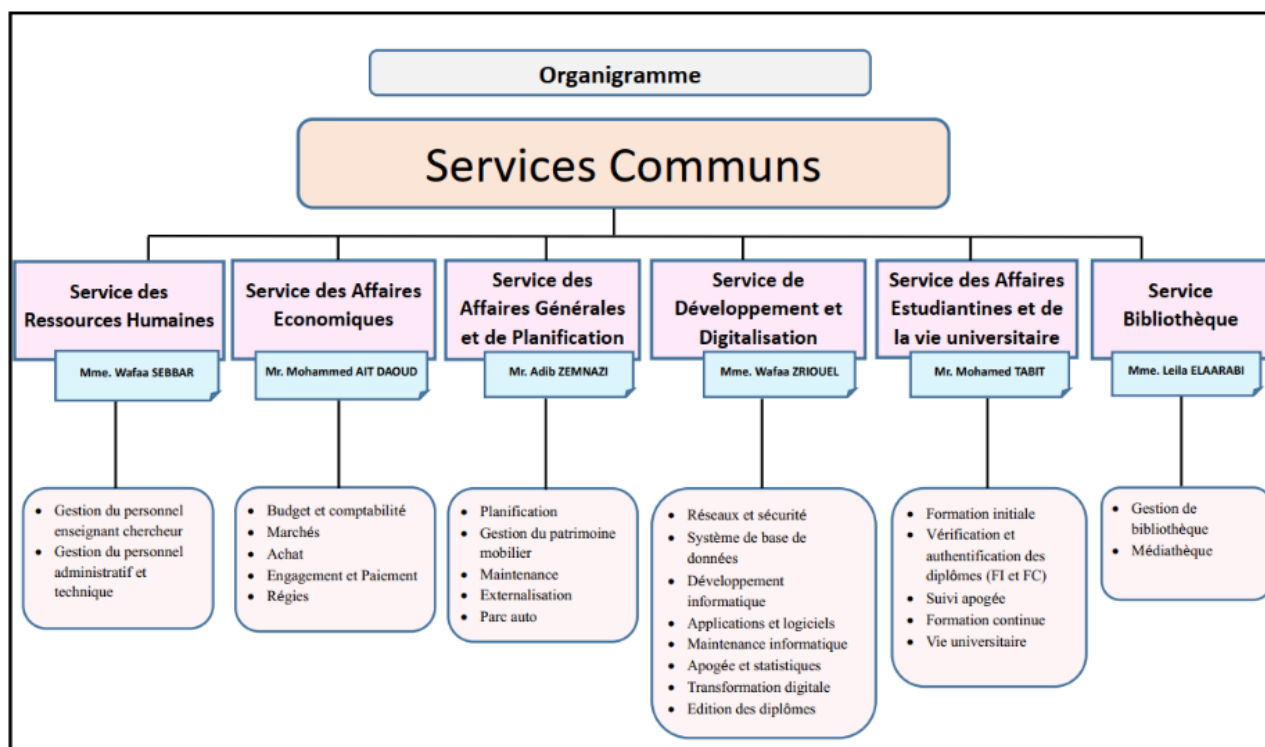 Organigramme
Services Communs
Service des
Ressources Humaines
Mme. Wafaa SEBBAR
• Gestion du personnel
enseignant chercheur
• Gestion du personnel
administratif et
technique
Service des Affaires
Economiques
Mr. Mohammed AIT DAOUD
• Budget et comptabilité
• Marchés
• Achat
• Engagement et Paiement
• Régies
Service des
Affaires Générales
et de Planification
Mr. Adib ZEMNAZI
• Planification
• Gestion du patrimoine
mobilier
• Maintenance
• Externalisation
• Parc auto
Service de
Développement et
Digitalisation
Mme. Wafaa ZRIOUEL
• Réseaux et sécurité
• Système de base de
données
• Développement
informatique
• Applications et logiciels
• Maintenance informatique
• Apogée et statistiques
• Transformation digitale
• Edition des diplômes
Service des Affaires
Estudiantines et de
la vie universitaire
Mr. Mohamed TABIT
• Formation initiale
• Vérification et
authentification des
diplômes (FI et FC)
• Suivi apogée
• Formation continue
• Vie universitaire
Service
Bibliothèque
Mme. Leila ELAARABI
• Gestion de
bibliothèque
• Médiathèque